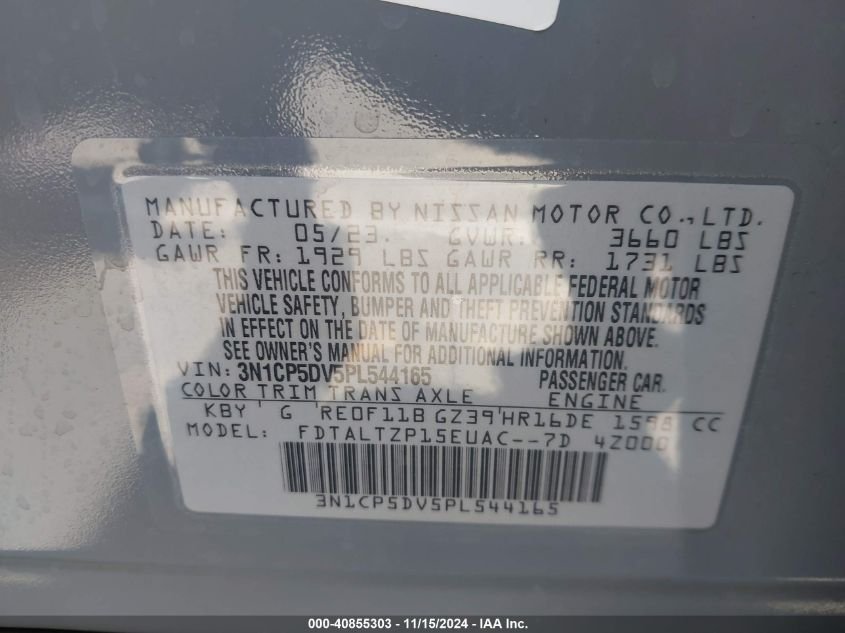 MANUFACTURED BY NISSAN MOTOR CO., LTD.
DATE: 05/23. GVWR: 3660 LBS
GAWR FR: 1929 LBS GAWR RR: 1731 LBS
THIS VEHICLE CONFORMS TO ALL APPLICABLE FEDERAL MOTOR
VEHICLE SAFETY, BUMPER AND THEFT PREVENTION STANDARDS
IN EFFECT ON THE DATE OF MANUFACTURE SHOWN ABOVE.
SEE OWNER'S MANUAL FOR ADDITIONAL INFORMATION.
VIN: 3N1CP5DV5PL544165 PASSENGER CAR.
COLOR TRIM TRANS AXLE ENGINE
KBY G RE0F11B GZ39 HR16DE 1598 CC
MODEL: FDTALTZP15EUAC--7D 4Z000
3N1CP5DV5PL544165
000-40855303 - 11/15/2024 - IAA Inc.